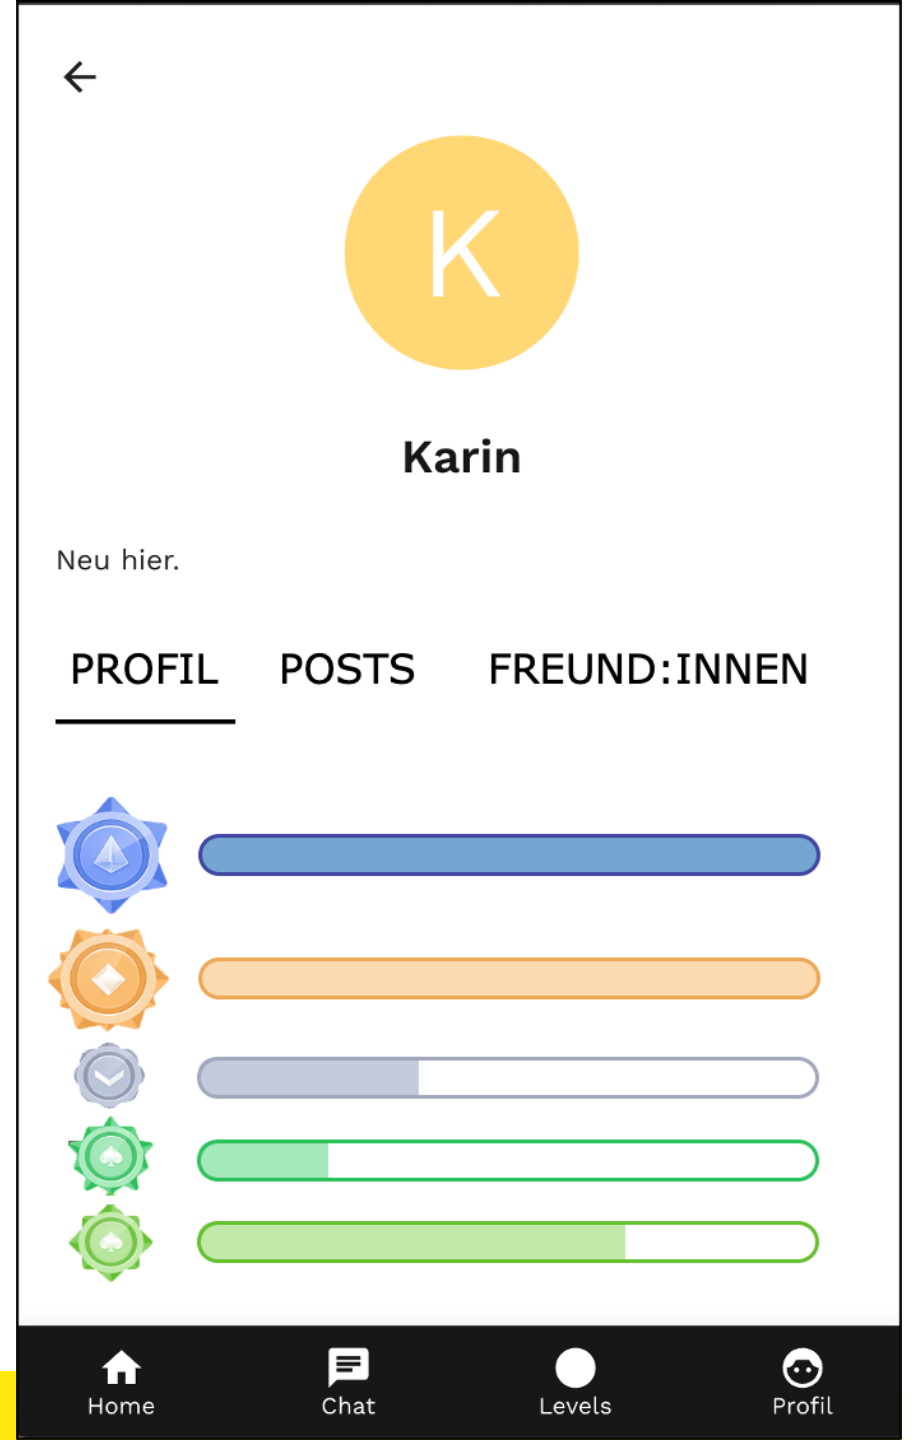 K
Karin
Neu hier.
PROFIL POSTS FREUND:INNEN
Home Chat Levels Profil